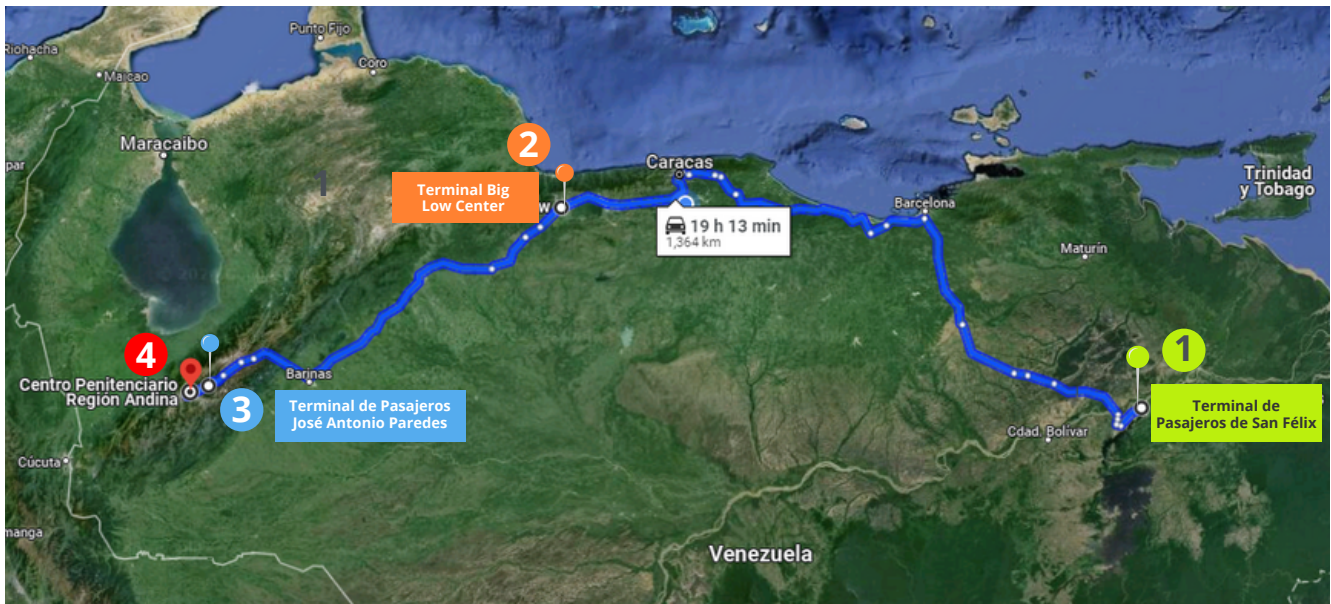 Punto Fijo
Riohacha
Coro
Maicao
Maracaibo
par
1
2
Terminal Big
Low Center
w
Caracas
19 h 13 min
1,364 km
Barcelona
Maturín
Trinidad
y Tobago
1
Terminal de
Pasajeros de San Félix
s
Cdad. Bolívar
4
Centro Penitenciario
Región Andina
3
Barinas
Terminal de Pasajeros
José Antonio Paredes
Cúcuta
manga
Venezuela